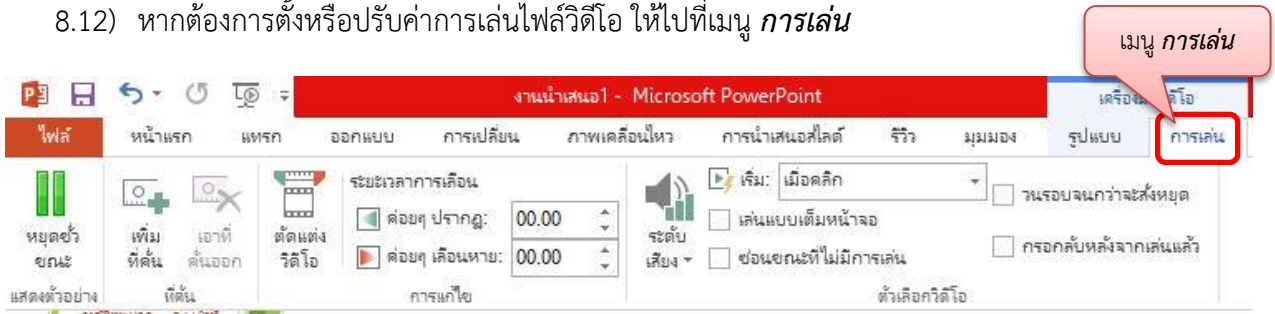 8.12) หากต้องการตั้งหรือปรับค่าการเล่นไฟล์วิดีโอ ให้ไปที่เมนู การเล่น
เมนู การเล่น
งานนำเสนอ1 - Microsoft PowerPoint
ไฟล์ หน้าแรก แทรก ออกแบบ การเปลี่ยน ภาพเคลื่อนไหว การนำเสนอสไลด์ รีวิว มุมมอง รูปแบบ การเล่น
หยุดชั่วขณะ
เพิ่มที่คั่น
เอาที่คั่นออก
ตัดแต่งวิดีโอ
ระยะเวลาการเลือน
ค่อยๆ ปรากฏ: 00.00
ค่อยๆ เลือนหาย: 00.00
ระดับเสียง
เริ่ม: เมื่อคลิก
เล่นแบบเต็มหน้าจอ
ซ่อนขณะที่ไม่มีการเล่น
วนรอบจนกว่าจะสั่งหยุด
กรอกลับหลังจากเล่นแล้ว
แสดงตัวอย่าง ที่คั่น การแก้ไข ตัวเลือกวิดีโอ